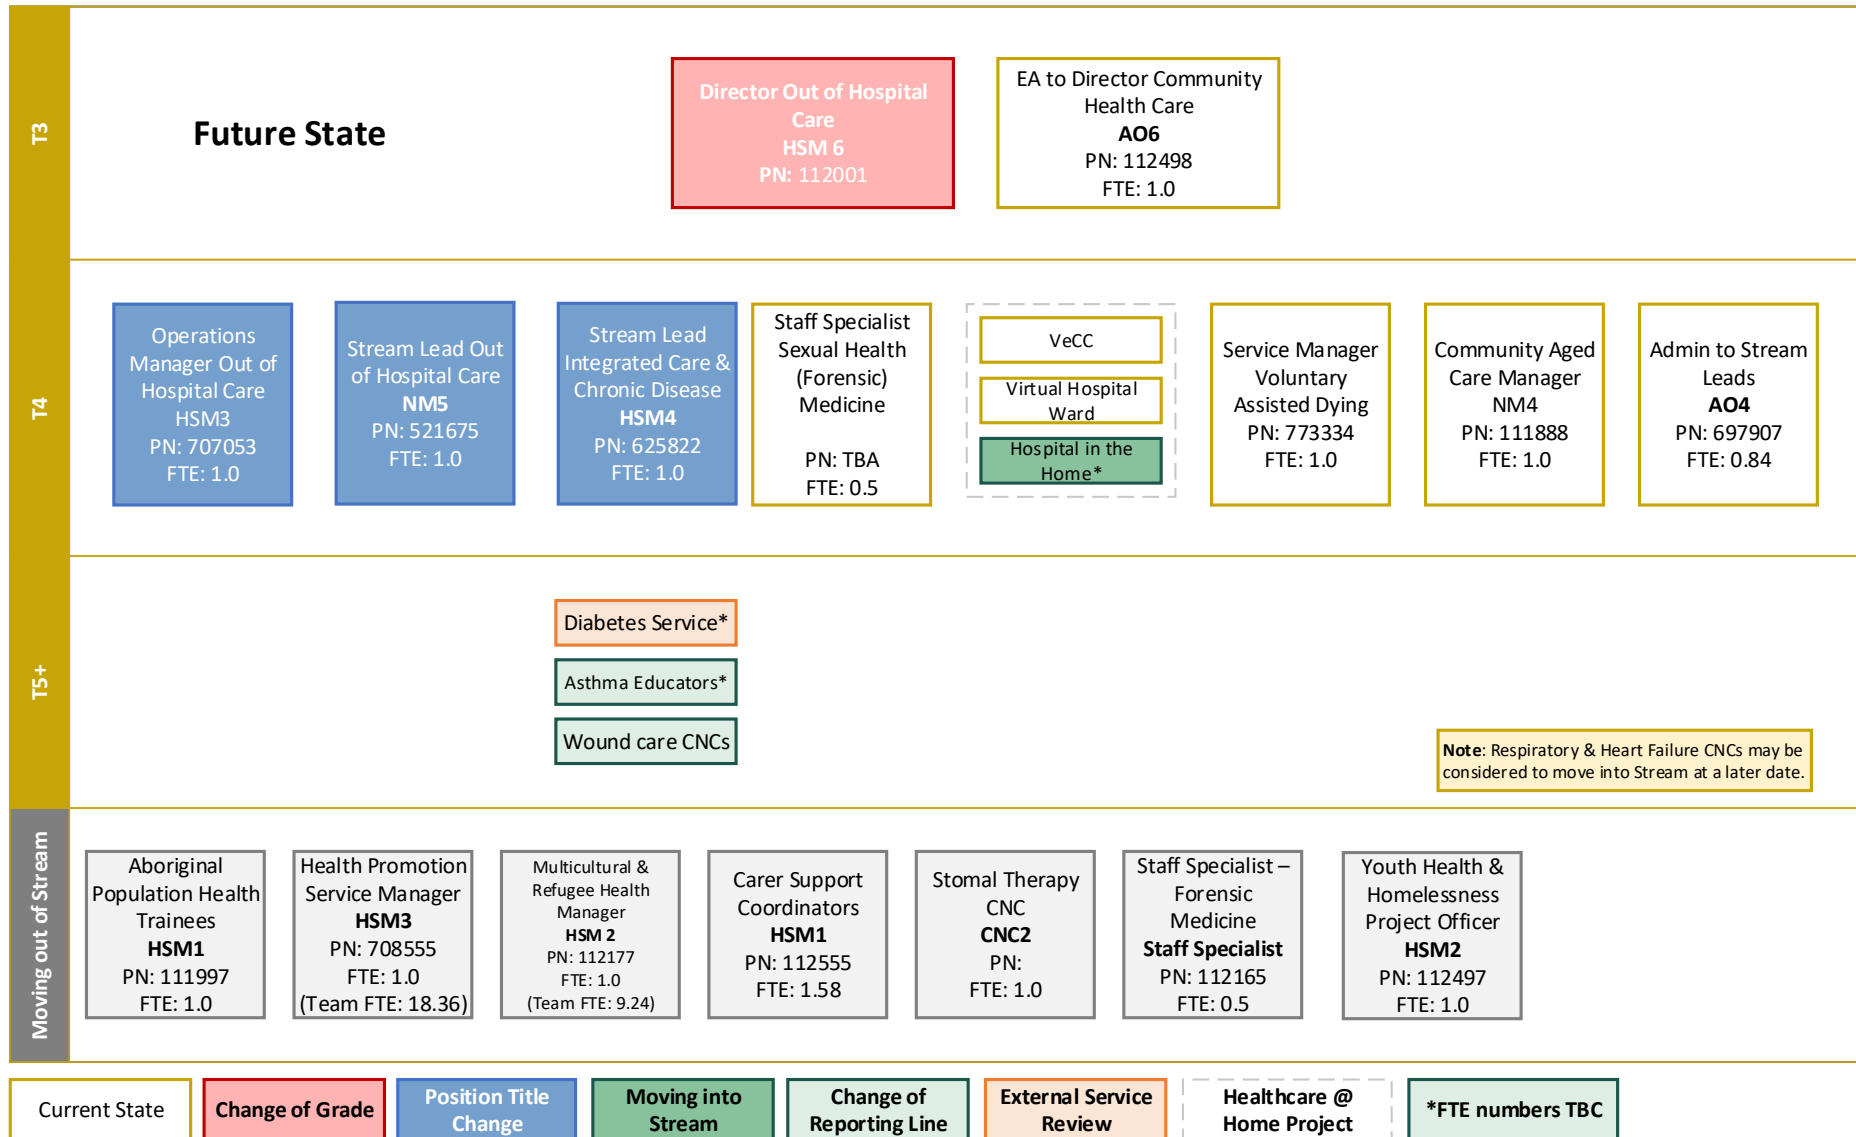 T3
Future State
Director Out of Hospital
Care
HSM 6
PN: 112001
EA to Director Community
Health Care
AO6
PN: 112498
FTE: 1.0
T4
Operations
Manager Out of
Hospital Care
HSM3
PN: 707053
FTE: 1.0
Stream Lead Out
of Hospital Care
NM5
PN: 521675
FTE: 1.0
Stream Lead
Integrated Care &
Chronic Disease
HSM4
PN: 625822
FTE: 1.0
Staff Specialist
Sexual Health
(Forensic)
Medicine
PN: TBA
FTE: 0.5
VeCC
Virtual Hospital
Ward
Hospital in the
Home*
Service Manager
Voluntary
Assisted Dying
PN: 773334
FTE: 1.0
Community Aged
Care Manager
NM4
PN: 111888
FTE: 1.0
Admin to Stream
Leads
AO4
PN: 697907
FTE: 0.84
T5+
Diabetes Service*
Asthma Educators*
Wound care CNCs
Note: Respiratory & Heart Failure CNCs may be
considered to move into Stream at a later date.
Moving out of Stream
Aboriginal
Population Health
Trainees
HSM1
PN: 111997
FTE: 1.0
Health Promotion
Service Manager
HSM3
PN: 708555
FTE: 1.0
(Team FTE: 18.36)
Multicultural &
Refugee Health
Manager
HSM 2
PN: 112177
FTE: 1.0
(Team FTE: 9.24)
Carer Support
Coordinators
HSM1
PN: 112555
FTE: 1.58
Stomal Therapy
CNC
CNC2
PN:
FTE: 1.0
Staff Specialist –
Forensic
Medicine
Staff Specialist
PN: 112165
FTE: 0.5
Youth Health &
Homelessness
Project Officer
HSM2
PN: 112497
FTE: 1.0
Current State
Change of Grade
Position Title
Change
Moving into
Stream
Change of
Reporting Line
External Service
Review
Healthcare @
Home Project
*FTE numbers TBC